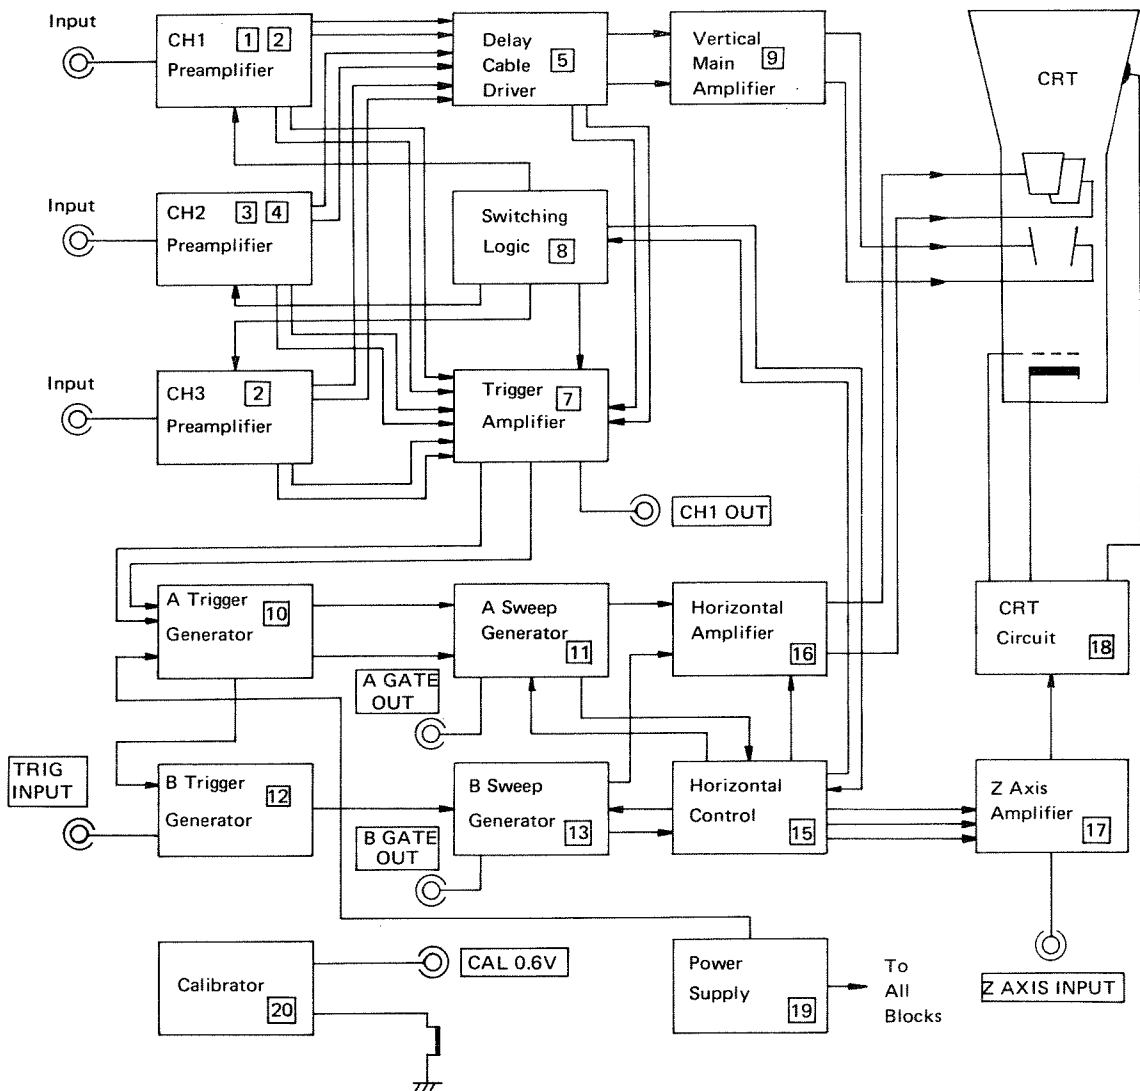 Input
CH1 1 2
Preamplifier
Delay
Cable 5
Driver
Vertical
Main 9
Amplifier
CRT
Input
CH2 3 4
Preamplifier
Switching
Logic 8
Input
CH3 2
Preamplifier
Trigger 7
Amplifier
CH1 OUT
A Trigger 10
Generator
A Sweep
Generator
11
Horizontal
Amplifier
16
CRT
Circuit
18
A GATE
OUT
TRIG
INPUT
B Trigger 12
Generator
B Sweep
Generator 13
Horizontal
Control
15
Z Axis
Amplifier
17
B GATE
OUT
Calibrator
20
CAL 0.6V
Power
Supply
19
To
All
Blocks
Z AXIS INPUT